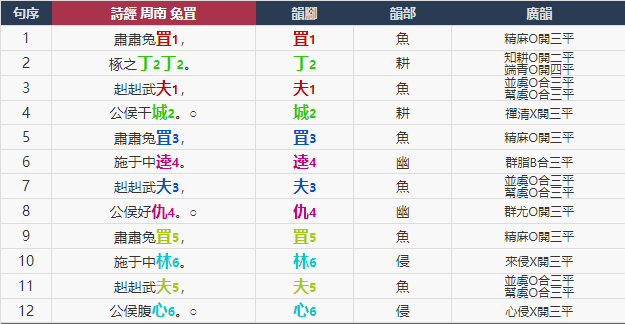 句序 詩經 周南 兔罝 韻腳 韻部 廣韻
1 肅肅兔罝1， 罝1 魚 精麻O開三平
2 椓之丁2丁2。 丁2 耕 知耕O開二平
端青O開四平
3 赳赳武夫1， 夫1 魚 並虞O合三平
幫虞O合三平
4 公侯干城2。○ 城2 耕 禪清X開三平
5 肅肅兔罝3， 罝3 魚 精麻O開三平
6 施于中逵4。 逵4 幽 群脂B合三平
7 赳赳武夫3， 夫3 魚 並虞O合三平
幫虞O合三平
8 公侯好仇4。○ 仇4 幽 群尤O開三平
9 肅肅兔罝5， 罝5 魚 精麻O開三平
10 施于中林6。 林6 侵 來侵X開三平
11 赳赳武夫5， 夫5 魚 並虞O合三平
幫虞O合三平
12 公侯腹心6。○ 心6 侵 心侵X開三平